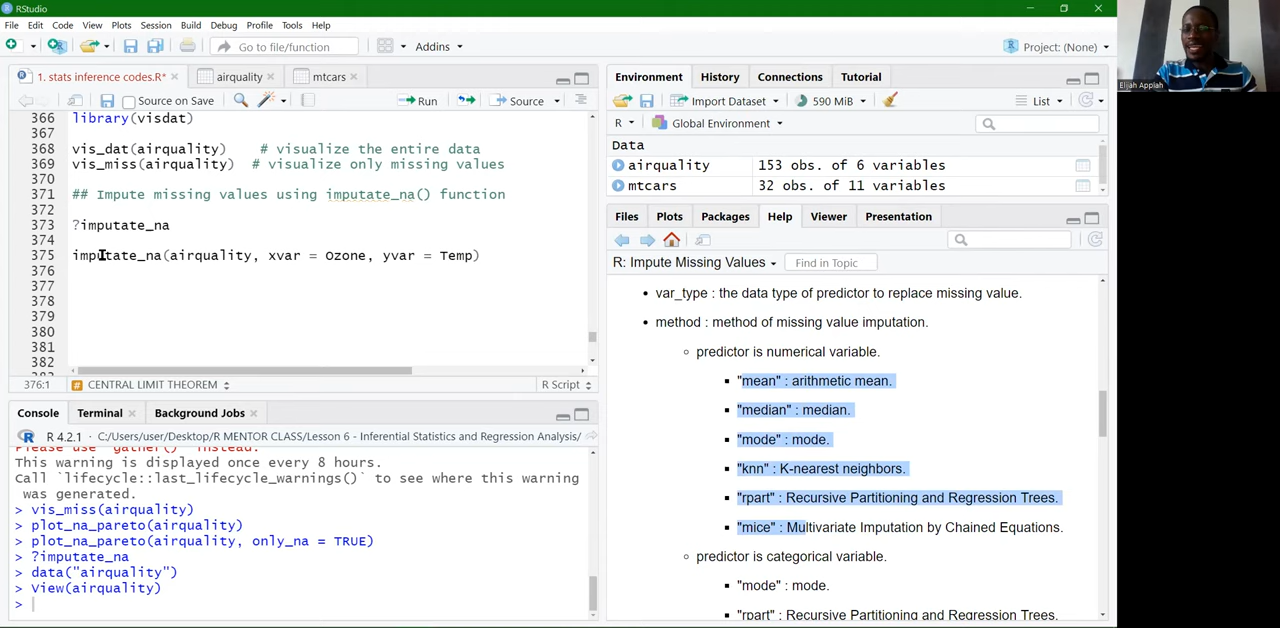 RStudio
File Edit Code View Plots Session Build Debug Profile Tools Help
Go to file/function Addins Project: (None)
1. stats inference codes.R* airquality mtcars
Source on Save Run Source
366 library(visdat)
367
368 vis_dat(airquality) # visualize the entire data
369 vis_miss(airquality) # visualize only missing values
370
371 ## Impute missing values using imputate_na() function
372
373 ?imputate_na
374
375 imputate_na(airquality, xvar = Ozone, yvar = Temp)
376
377
378
379
380
381
382
376:1 CENTRAL LIMIT THEOREM R Script
Console Terminal Background Jobs
R 4.2.1 · C:/Users/user/Desktop/R MENTOR CLASS/Lesson 6 - Inferential Statistics and Regression Analysis/
Please use `gather()` instead.
This warning is displayed once every 8 hours.
Call `lifecycle::last_lifecycle_warnings()` to see where this warning
was generated.
> vis_miss(airquality)
> plot_na_pareto(airquality)
> plot_na_pareto(airquality, only_na = TRUE)
> ?imputate_na
> data("airquality")
> View(airquality)
>
Environment History Connections Tutorial
Import Dataset 590 MiB List
R Global Environment
Data
airquality 153 obs. of 6 variables
mtcars 32 obs. of 11 variables
Files Plots Packages Help Viewer Presentation
R: Impute Missing Values Find in Topic
• var_type : the data type of predictor to replace missing value.
• method : method of missing value imputation.
predictor is numerical variable.
"mean" : arithmetic mean.
"median" : median.
"mode" : mode.
"knn" : K-nearest neighbors.
"rpart" : Recursive Partitioning and Regression Trees.
"mice" : Multivariate Imputation by Chained Equations.
predictor is categorical variable.
"mode" : mode.
"rpart" : Recursive Partitioning and Regression Trees.
Elijah Appiah